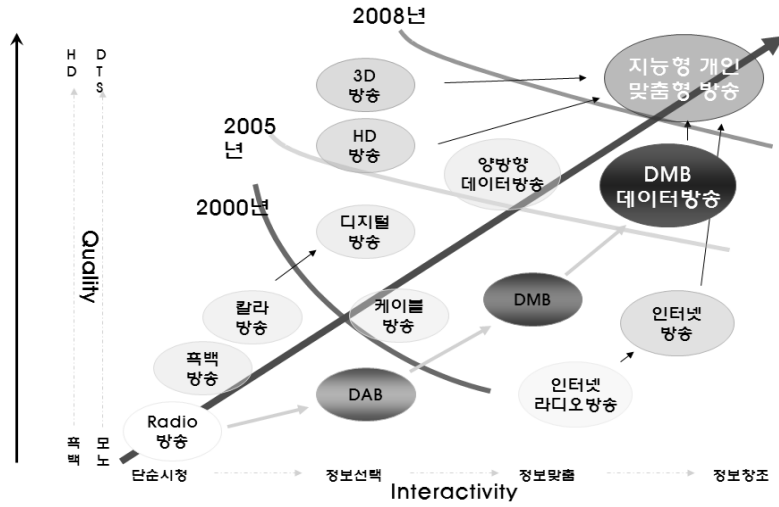 2008년
HD
DTS
3D
방송
지능형 개인
맞춤형 방송
2005
년
HD
방송
양방향
데이터방송
DMB
데이터방송
2000년
디지털
방송
Quality
칼라
방송
케이블
방송
DMB
인터넷
방송
흑백
방송
DAB
인터넷
라디오방송
Radio
방송
흑백
모노
단순시청
정보선택
정보맞춤
정보창조
Interactivity